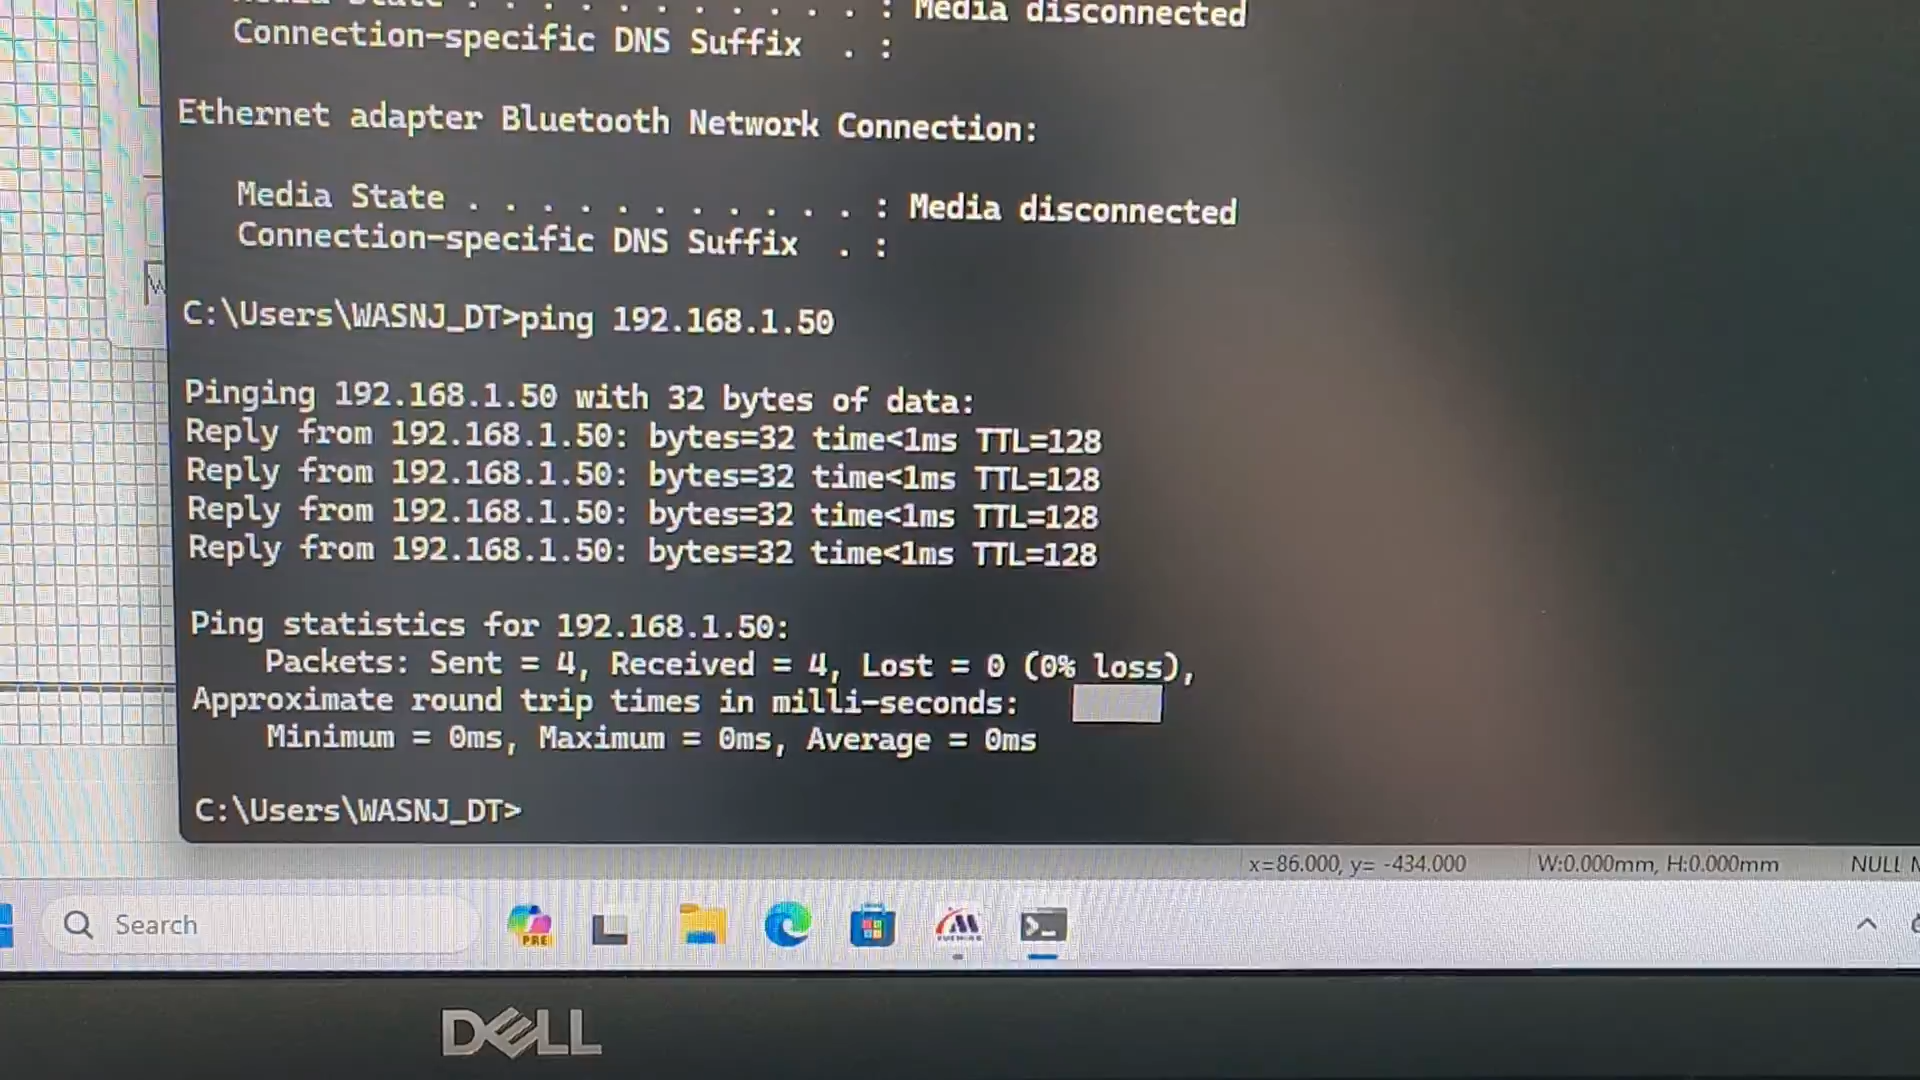 Media State . . . . . . . . . . . : Media disconnected
Connection-specific DNS Suffix . :
Ethernet adapter Bluetooth Network Connection:
Media State . . . . . . . . . . . : Media disconnected
Connection-specific DNS Suffix . :
C:\Users\WASNJ_DT>ping 192.168.1.50
Pinging 192.168.1.50 with 32 bytes of data:
Reply from 192.168.1.50: bytes=32 time<1ms TTL=128
Reply from 192.168.1.50: bytes=32 time<1ms TTL=128
Reply from 192.168.1.50: bytes=32 time<1ms TTL=128
Reply from 192.168.1.50: bytes=32 time<1ms TTL=128
Ping statistics for 192.168.1.50:
Packets: Sent = 4, Received = 4, Lost = 0 (0% loss),
Approximate round trip times in milli-seconds:
Minimum = 0ms, Maximum = 0ms, Average = 0ms
C:\Users\WASNJ_DT>
x=86.000, y= -434.000 W:0.000mm, H:0.000mm NULL
Search
PRE
DELL